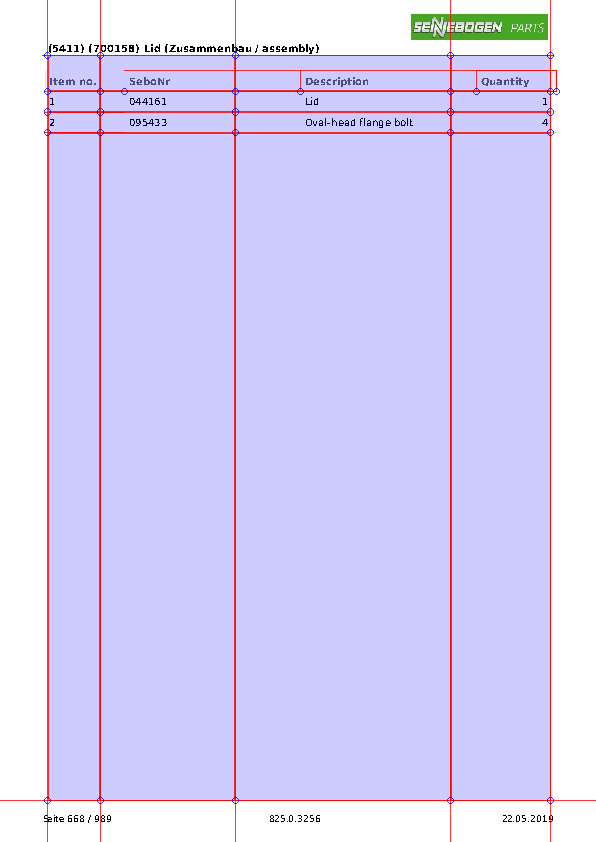 SENNEBOGEN PARTS
(5411) (700158) Lid (Zusammenbau / assembly)
Item no. SeboNr Description Quantity
1 044161 Lid 1
2 095433 Oval-head flange bolt 4
Seite 668 / 989 825.0.3256 22.05.2019